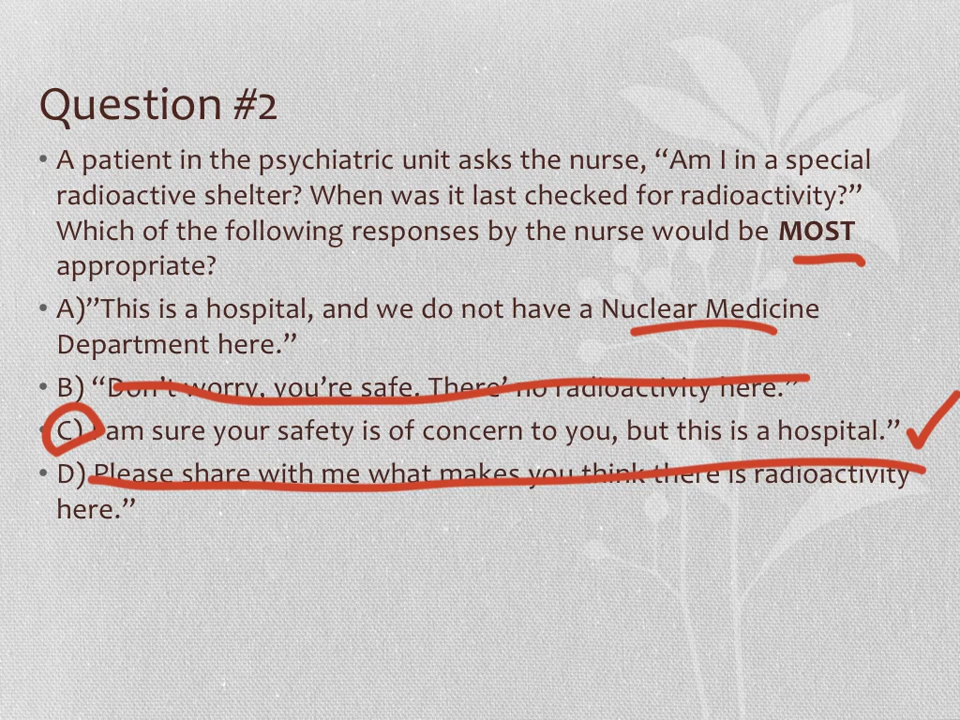 Question #2
• A patient in the psychiatric unit asks the nurse, “Am I in a special
radioactive shelter? When was it last checked for radioactivity?”
Which of the following responses by the nurse would be MOST
appropriate?
• A)”This is a hospital, and we do not have a Nuclear Medicine
Department here.”
• B) “Don’t worry, you’re safe. There’ no radioactivity here.”
• C) I am sure your safety is of concern to you, but this is a hospital.”
• D) Please share with me what makes you think there is radioactivity
here.”